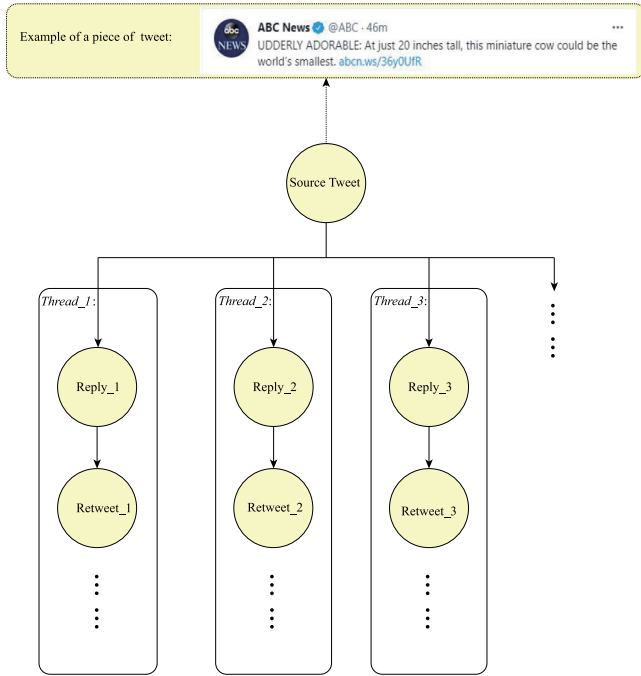 Example of a piece of tweet:
abc
NEWS
ABC News @ABC · 46m
UDDERLY ADORABLE: At just 20 inches tall, this miniature cow could be the
world's smallest. abcn.ws/36y0UfR
Source Tweet
Thread_1:
Thread_2:
Thread_3:
Reply_1
Reply_2
Reply_3
Retweet_1
Retweet_2
Retweet_3